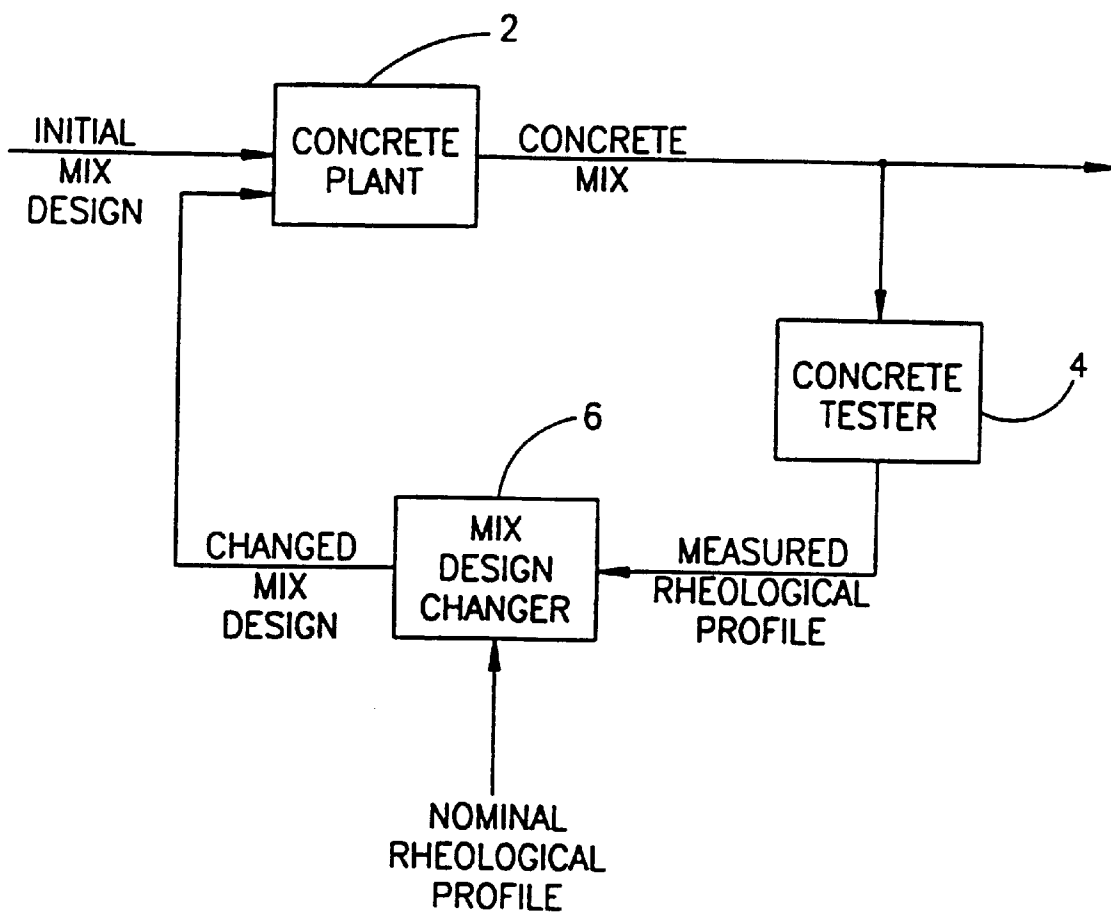 2
INITIAL
MIX
DESIGN
CONCRETE
PLANT
CONCRETE
MIX
CONCRETE
TESTER
4
6
MIX
DESIGN
CHANGER
CHANGED
MIX
DESIGN
MEASURED
RHEOLOGICAL
PROFILE
NOMINAL
RHEOLOGICAL
PROFILE